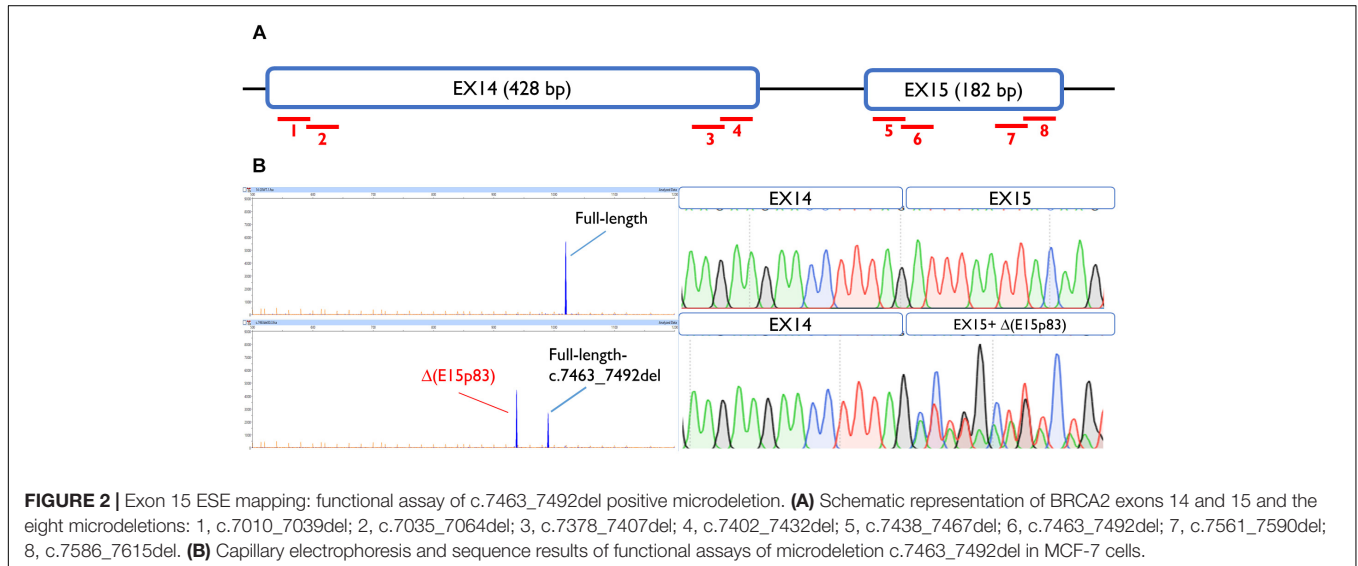 A
EX14 (428 bp)
EX15 (182 bp)
1
2
3
4
5
6
7
8
B
Full-length
EX14
EX15
Δ(E15p83)
Full-length-
c.7463_7492del
EX14
EX15+ Δ(E15p83)
FIGURE 2 | Exon 15 ESE mapping: functional assay of c.7463_7492del positive microdeletion. (A) Schematic representation of BRCA2 exons 14 and 15 and the
eight microdeletions: 1, c.7010_7039del; 2, c.7035_7064del; 3, c.7378_7407del; 4, c.7402_7432del; 5, c.7438_7467del; 6, c.7463_7492del; 7, c.7561_7590del;
8, c.7586_7615del. (B) Capillary electrophoresis and sequence results of functional assays of microdeletion c.7463_7492del in MCF-7 cells.